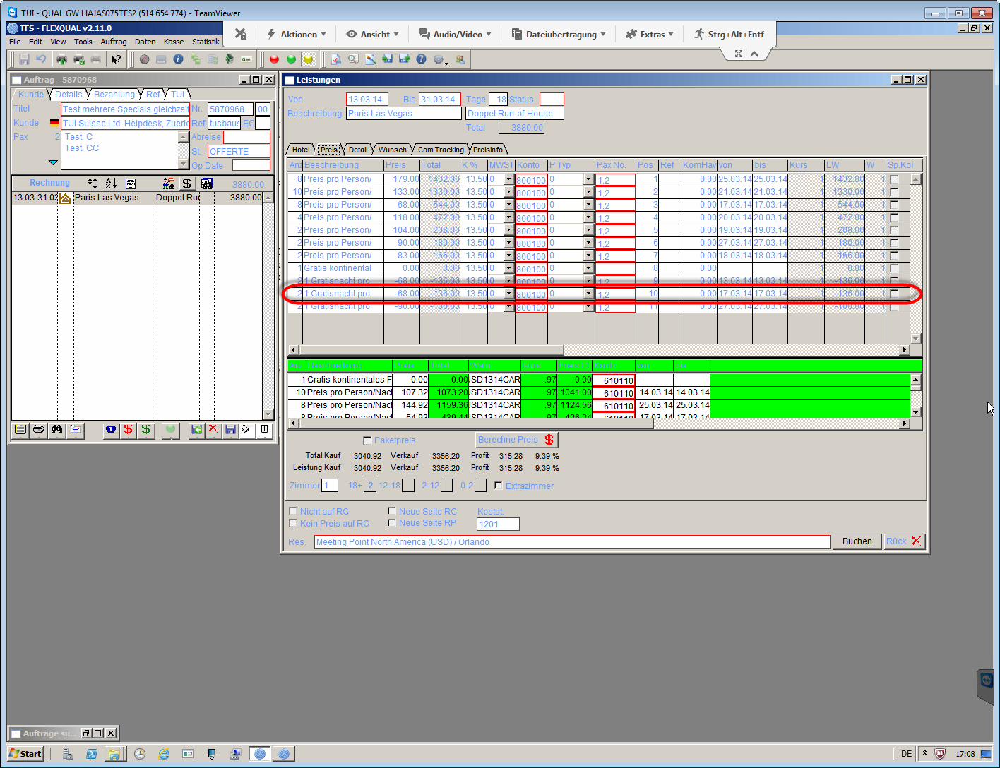 TUI - QUAL GW HAJAS075TFS2 (514 654 774) - TeamViewer
TFS - FLEXQUAL v2.11.0
Aktionen Ansicht Audio/Video Dateiübertragung Extras Strg+Alt+Entf
File Edit View Tools Auftrag Daten Kasse Statistik
Auftrag - 5870968
Kunde Details Bezahlung Ref TUI
Titel Test mehrere Specials gleichzeit Nr. 5870968 00
Kunde TUI Suisse Ltd. Helpdesk, Zueric Ref. tusbaus EG
Pax 2 Test, C Abreise
Test, CC St. OFFERTE
Op Date
Rechnung 3880.00
13.03.31.03 Paris Las Vegas Doppel Ru 3880.00
Leistungen
Von 13.03.14 Bis 31.03.14 Tage 18 Status
Beschreibung Paris Las Vegas Doppel Run-of-House
Total 3880.00
Hotel Preis Detail Wunsch Com.Tracking PreisInfo
Anz Beschreibung Preis Total K % MWST Konto P Typ Pax No. Pos Ref KomHav von bis Kurs LW W Sp.Kor
8 Preis pro Person/ 179.00 1432.00 13.50 0 800100 0 1,2 1 0.00 25.03.14 25.03.14 1 1432.00 1
10 Preis pro Person/ 133.00 1330.00 13.50 0 800100 0 1,2 2 0.00 21.03.14 21.03.14 1 1330.00 1
8 Preis pro Person/ 68.00 544.00 13.50 0 800100 0 1,2 3 0.00 17.03.14 17.03.14 1 544.00 1
4 Preis pro Person/ 118.00 472.00 13.50 0 800100 0 1,2 4 0.00 20.03.14 20.03.14 1 472.00 1
2 Preis pro Person/ 104.00 208.00 13.50 0 800100 0 1,2 5 0.00 19.03.14 19.03.14 1 208.00 1
2 Preis pro Person/ 90.00 180.00 13.50 0 800100 0 1,2 6 0.00 27.03.14 27.03.14 1 180.00 1
2 Preis pro Person/ 83.00 166.00 13.50 0 800100 0 1,2 7 0.00 18.03.14 18.03.14 1 166.00 1
1 Gratis kontinental 0.00 0.00 13.50 0 800100 0 8 0.00 1 0.00 1
2 1 Gratisnacht pro -68.00 -136.00 13.50 0 800100 0 1,2 9 0.00 13.03.14 13.03.14 1 -136.00 1
2 1 Gratisnacht pro -68.00 -136.00 13.50 0 800100 0 1,2 10 0.00 17.03.14 17.03.14 1 -136.00 1
2 1 Gratisnacht pro -90.00 -180.00 13.50 0 800100 0 1,2 11 0.00 27.03.14 27.03.14 1 -180.00 1
1 Gratis kontinentales F 0.00 0.00 JSD1314CAR .97 0.00 610110
10 Preis pro Person/Nacl 107.32 1073.20 JSD1314CAR .97 1041.00 610110 14.03.14 14.03.14
8 Preis pro Person/Nacl 144.92 1159.36 JSD1314CAR .97 1124.56 610110 25.03.14 25.03.14
8 Preis pro Person/Nacl 54.93 439.44 JSD1314CAR .97 426.24 610110 17.03.14 17.03.14
Paketpreis Berechne Preis
Total Kauf 3040.92 Verkauf 3356.20 Profit 315.28 9.39 %
Leistung Kauf 3040.92 Verkauf 3356.20 Profit 315.28 9.39 %
Zimmer 1 18+ 2 12-18 2-12 0-2 Extrazimmer
Nicht auf RG Neue Seite RG Kostst.
Kein Preis auf RG Neue Seite RP 1201
Res. Meeting Point North America (USD) / Orlando Buchen Rück
Aufträge su...
Start DE 17:08